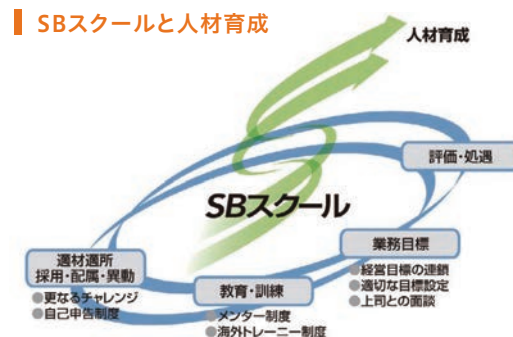 SBスクールと人材育成
人材育成
評価・処遇
SBスクール
業務目標
●経営目標の連鎖
●適切な目標設定
●上司との面談
適材適所
採用・配属・異動
●更なるチャレンジ
●自己申告制度
教育・訓練
●メンター制度
●海外トレーニー制度